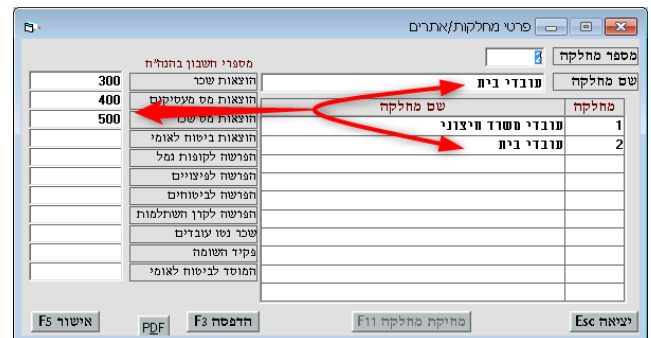 פרטי מחלקות/אתרים
מספר מחלקה 2
שם מחלקה עובדי בית
מחלקה שם מחלקה
1 עובדי משרד חיצוני
2 עובדי בית
מספרי חשבון בהנח״ח
הוצאות שכר 300
הוצאות מס מעסיקים 400
הוצאות מס שכר 500
הוצאות ביטוח לאומי
הפרשה לקופות גמל
הפרשה לפיצויים
הפרשה לביטוחים
הפרשה לקרן השתלמות
שכר נטו עובדים
פקיד השומה
המוסד לביטוח לאומי
יציאה Esc
מחיקת מחלקה F11
הדפסה F3
PDF
אישור F5